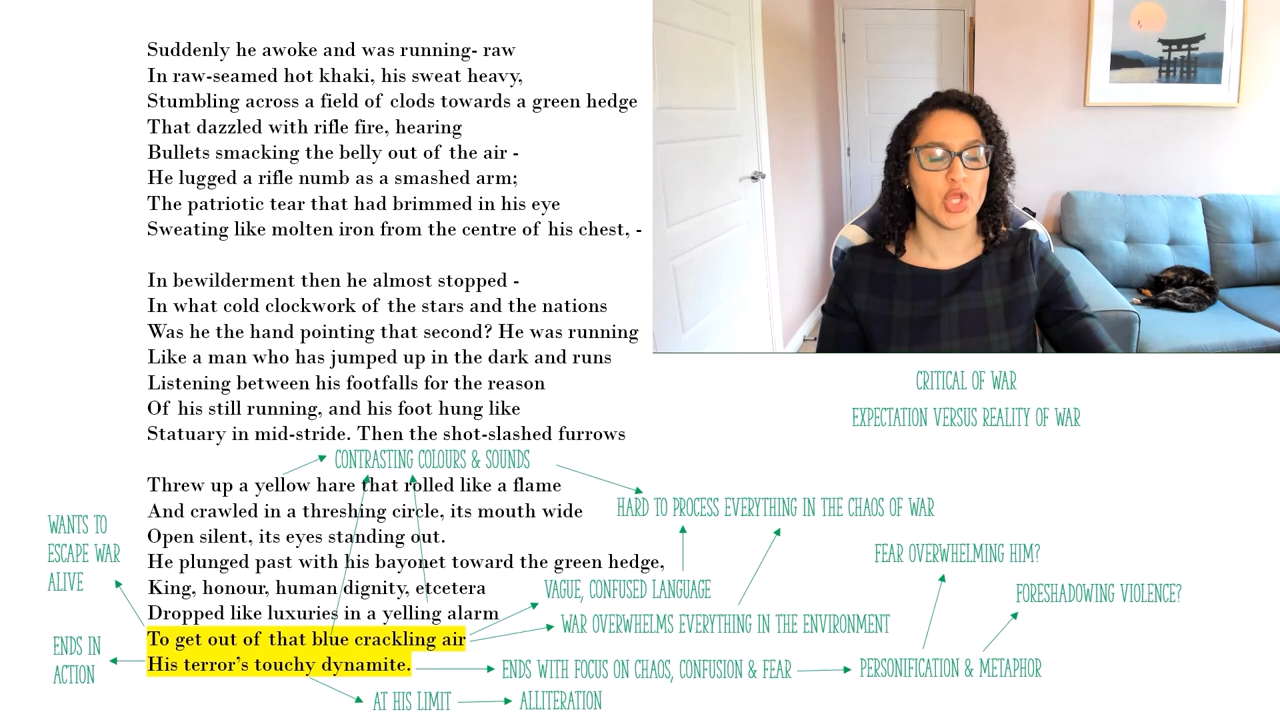 Suddenly he awoke and was running- raw
In raw-seamed hot khaki, his sweat heavy,
Stumbling across a field of clods towards a green hedge
That dazzled with rifle fire, hearing
Bullets smacking the belly out of the air -
He lugged a rifle numb as a smashed arm;
The patriotic tear that had brimmed in his eye
Sweating like molten iron from the centre of his chest, -
In bewilderment then he almost stopped -
In what cold clockwork of the stars and the nations
Was he the hand pointing that second? He was running
Like a man who has jumped up in the dark and runs
Listening between his footfalls for the reason
Of his still running, and his foot hung like
Statuary in mid-stride. Then the shot-slashed furrows
CONTRASTING COLOURS & SOUNDS
Threw up a yellow hare that rolled like a flame
And crawled in a threshing circle, its mouth wide
Open silent, its eyes standing out.
He plunged past with his bayonet toward the green hedge,
King, honour, human dignity, etcetera
Dropped like luxuries in a yelling alarm
To get out of that blue crackling air
His terror's touchy dynamite.
CRITICAL OF WAR
EXPECTATION VERSUS REALITY OF WAR
HARD TO PROCESS EVERYTHING IN THE CHAOS OF WAR
WANTS TO
ESCAPE WAR
ALIVE
VAGUE, CONFUSED LANGUAGE
FEAR OVERWHELMING HIM?
FORESHADOWING VIOLENCE?
WAR OVERWHELMS EVERYTHING IN THE ENVIRONMENT
ENDS IN
ACTION
ENDS WITH FOCUS ON CHAOS, CONFUSION & FEAR
PERSONIFICATION & METAPHOR
AT HIS LIMIT
ALLITERATION